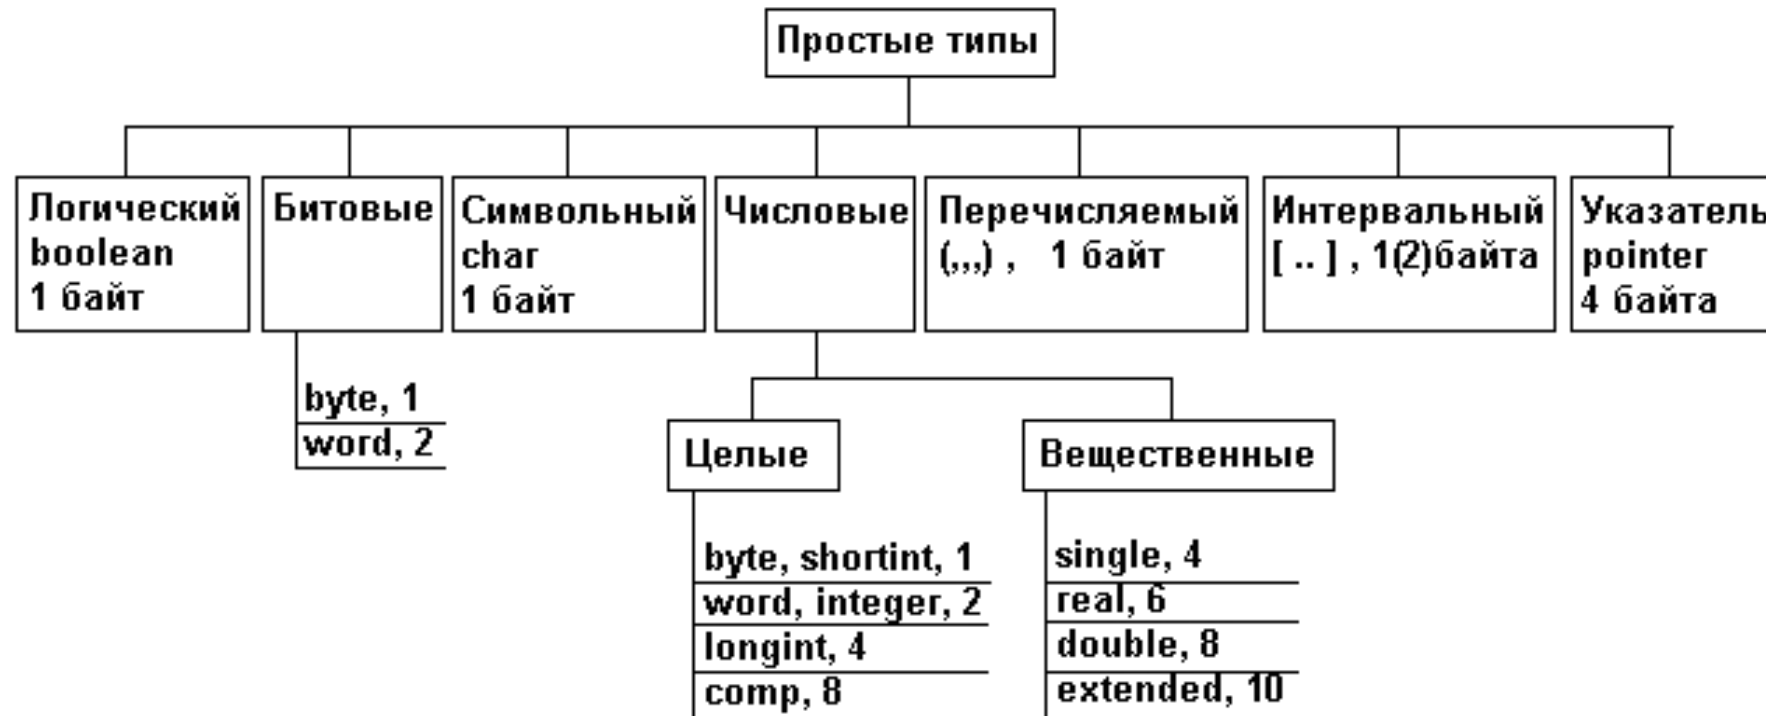 Простые типы
Логический
boolean
1 байт
Битовые
Символьный
char
1 байт
Числовые
Перечисляемый
(,,,) , 1 байт
Интервальный
[ .. ] , 1(2)байта
Указатель
pointer
4 байта
byte, 1
word, 2
Целые
byte, shortint, 1
word, integer, 2
longint, 4
comp, 8
Вещественные
single, 4
real, 6
double, 8
extended, 10